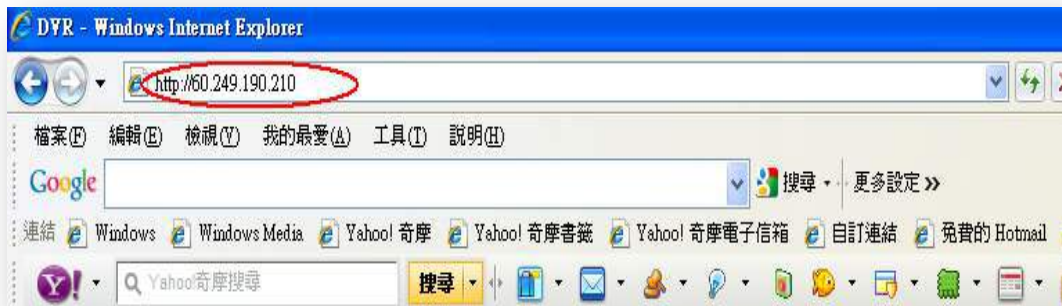 DVR - Windows Internet Explorer
http://60.249.190.210
檔案(F) 編輯(E) 檢視(V) 我的最愛(A) 工具(T) 說明(H)
Google 搜尋 更多設定 »
連結 Windows Windows Media Yahoo! 奇摩 Yahoo! 奇摩書籤 Yahoo! 奇摩電子信箱 自訂連結 免費的 Hotmail
Y! Yahoo!奇摩搜尋 搜尋